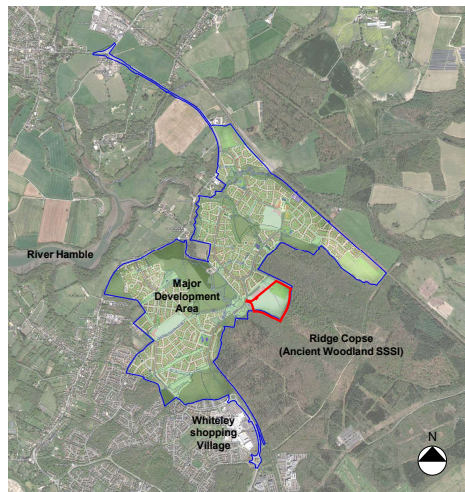 River Hamble
Major
Development
Area
Ridge Copse
(Ancient Woodland SSSI)
Whiteley
shopping
Village
N